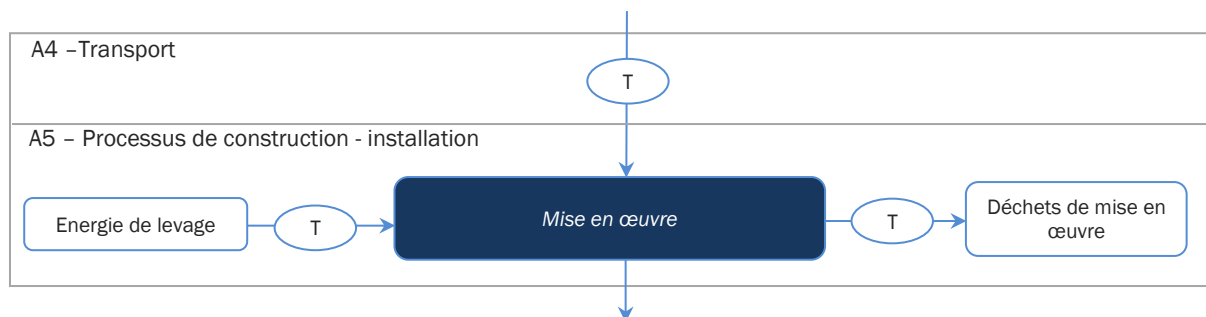 A4 –Transport
T
A5 – Processus de construction - installation
Energie de levage
T
Mise en œuvre
T
Déchets de mise en
œuvre